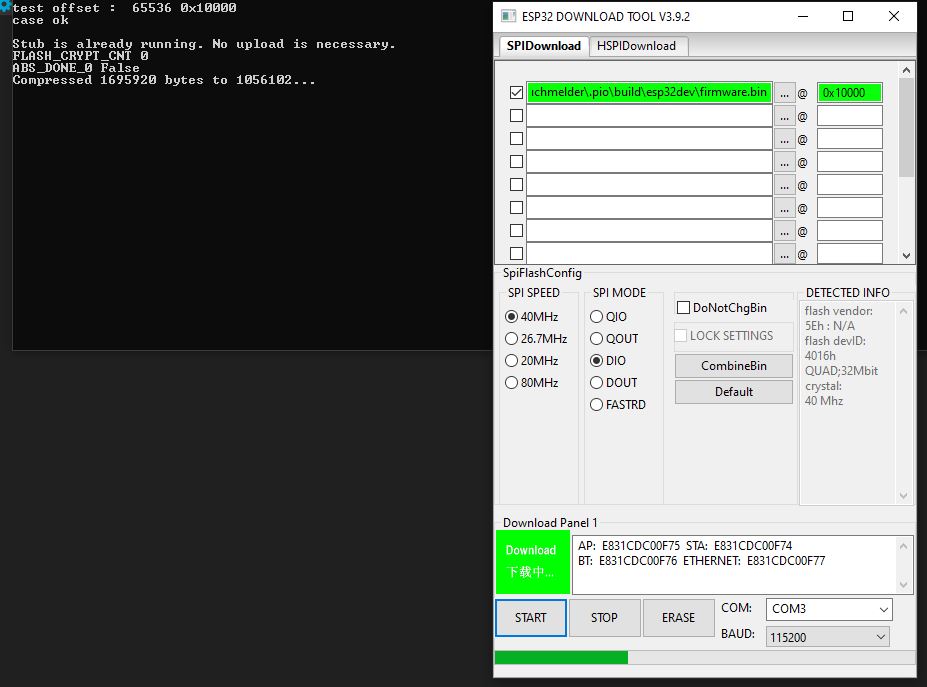 test offset :  65536 0x10000
case ok
Stub is already running. No upload is necessary.
FLASH_CRYPT_CNT 0
ABS_DONE_0 False
Compressed 1695920 bytes to 1056102...
ESP32 DOWNLOAD TOOL V3.9.2
SPIDownload HSPIDownload
ichmelder\.pio\build\esp32dev\firmware.bin ... @ 0x10000
... @
... @
... @
... @
... @
... @
... @
SpiFlashConfig
SPI SPEED
40MHz
26.7MHz
20MHz
80MHz
SPI MODE
QIO
QOUT
DIO
DOUT
FASTRD
DoNotChgBin
LOCK SETTINGS
CombineBin
Default
DETECTED INFO
flash vendor:
5Eh : N/A
flash devID:
4016h
QUAD;32Mbit
crystal:
40 Mhz
Download Panel 1
Download
下载中...
AP: E831CDC00F75 STA: E831CDC00F74
BT: E831CDC00F76 ETHERNET: E831CDC00F77
START STOP ERASE
COM: COM3
BAUD: 115200